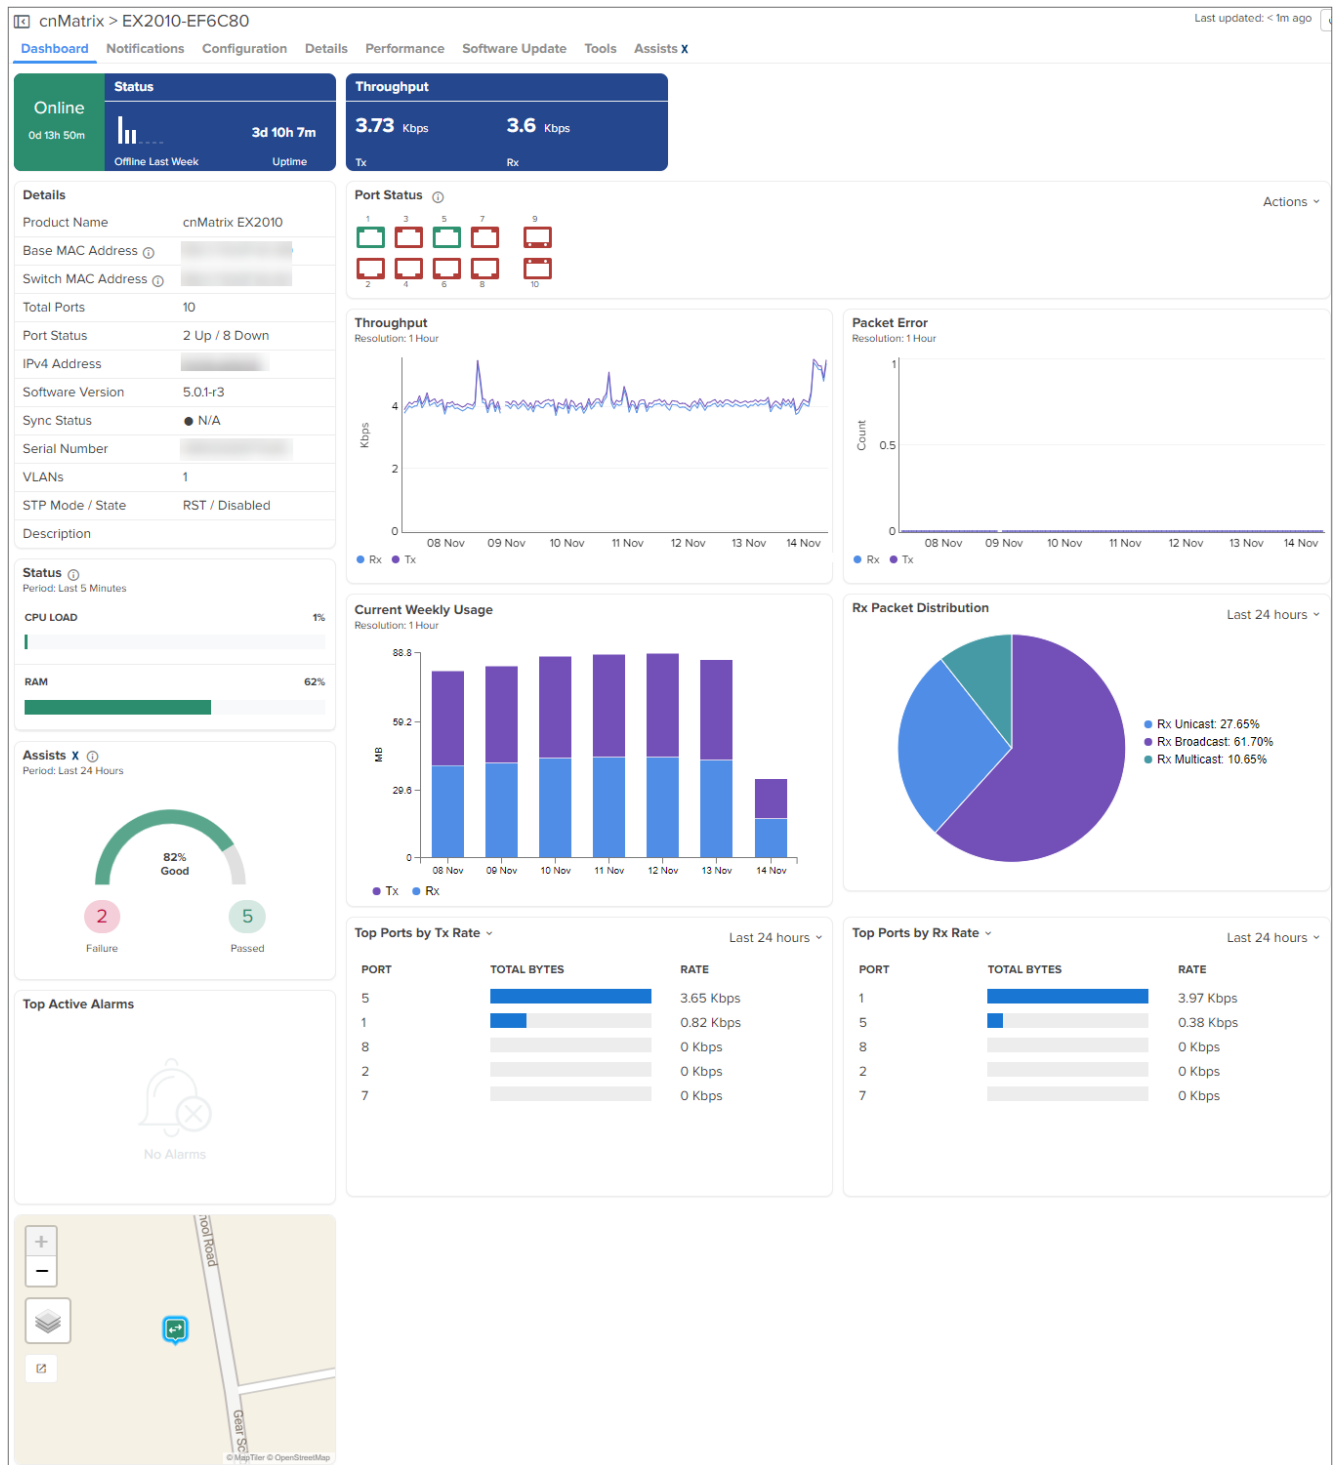 cnMatrix > EX2010-EF6C80
Last updated: < 1m ago
Dashboard Notifications Configuration Details Performance Software Update Tools Assists X
Online
0d 13h 50m
Status
3d 10h 7m
Offline Last Week Uptime
Throughput
3.73 Kbps 3.6 Kbps
Tx Rx
Details
Product Name cnMatrix EX2010
Base MAC Address
Switch MAC Address
Total Ports 10
Port Status 2 Up / 8 Down
IPv4 Address
Software Version 5.0.1-r3
Sync Status N/A
Serial Number
VLANs 1
STP Mode / State RST / Disabled
Description
Port Status
Actions
1 3 5 7 9
2 4 6 8 10
Throughput
Resolution: 1 Hour
4
2
0
Kbps
08 Nov 09 Nov 10 Nov 11 Nov 12 Nov 13 Nov 14 Nov
Rx Tx
Packet Error
Resolution: 1 Hour
1
0.5
0
Count
08 Nov 09 Nov 10 Nov 11 Nov 12 Nov 13 Nov 14 Nov
Rx Tx
Status
Period: Last 5 Minutes
CPU LOAD 1%
RAM 62%
Current Weekly Usage
Resolution: 1 Hour
88.8
59.2
29.6
0
MB
08 Nov 09 Nov 10 Nov 11 Nov 12 Nov 13 Nov 14 Nov
Tx Rx
Rx Packet Distribution
Last 24 hours
Rx Unicast: 27.65%
Rx Broadcast: 61.70%
Rx Multicast: 10.65%
Assists X
Period: Last 24 Hours
82%
Good
2 5
Failure Passed
Top Ports by Tx Rate
Last 24 hours
PORT TOTAL BYTES RATE
5 3.65 Kbps
1 0.82 Kbps
8 0 Kbps
2 0 Kbps
7 0 Kbps
Top Ports by Rx Rate
Last 24 hours
PORT TOTAL BYTES RATE
1 3.97 Kbps
5 0.38 Kbps
8 0 Kbps
2 0 Kbps
7 0 Kbps
Top Active Alarms
No Alarms
+
−
hool Road
Gear Sc
© MapTiler © OpenStreetMap